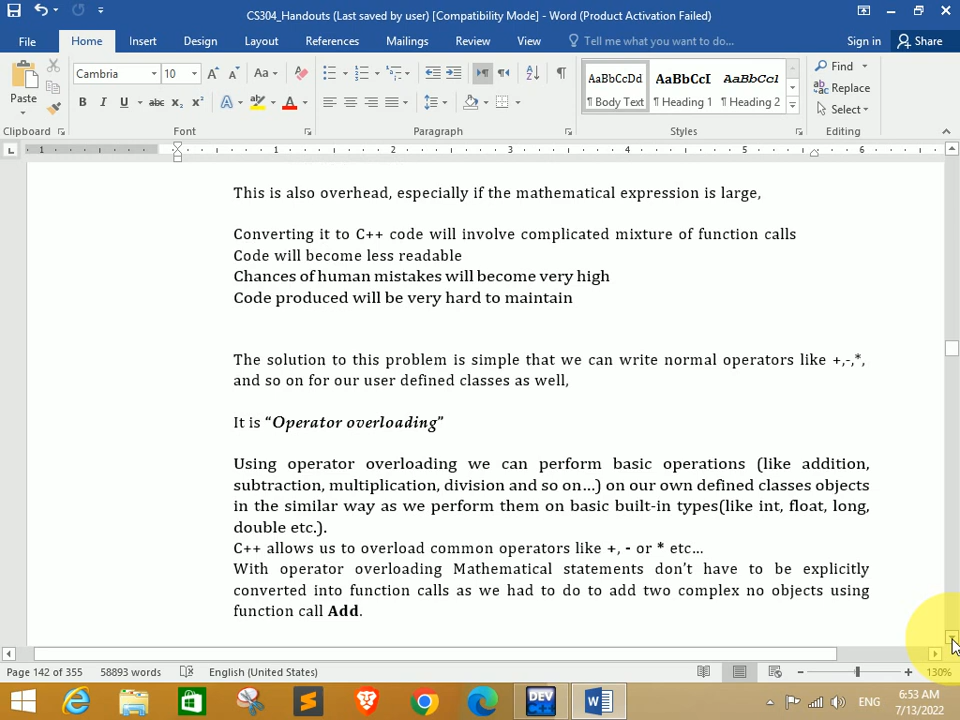 CS304_Handouts (Last saved by user) [Compatibility Mode] - Word (Product Activation Failed)
File Home Insert Design Layout References Mailings Review View Tell me what you want to do... Sign in Share
Cambria 10 A A Aa A
AaBbCcDd AaBbCcI AaBbCcI
Find
Paste
B I U abc X₂ X² A A
¶ Body Text ¶ Heading 1 ¶ Heading 2
Replace
Select
Clipboard Font Paragraph Styles Editing
1 1 2 3 4 5 6
This is also overhead, especially if the mathematical expression is large,
Converting it to C++ code will involve complicated mixture of function calls
Code will become less readable
Chances of human mistakes will become very high
Code produced will be very hard to maintain
The solution to this problem is simple that we can write normal operators like +,-,*,
and so on for our user defined classes as well,
It is “Operator overloading”
Using operator overloading we can perform basic operations (like addition,
subtraction, multiplication, division and so on...) on our own defined classes objects
in the similar way as we perform them on basic built-in types(like int, float, long,
double etc.).
C++ allows us to overload common operators like +, - or * etc...
With operator overloading Mathematical statements don’t have to be explicitly
converted into function calls as we had to do to add two complex no objects using
function call Add.
Page 142 of 355 58893 words English (United States) 130%
DEV C++
ENG
6:53 AM
7/13/2022